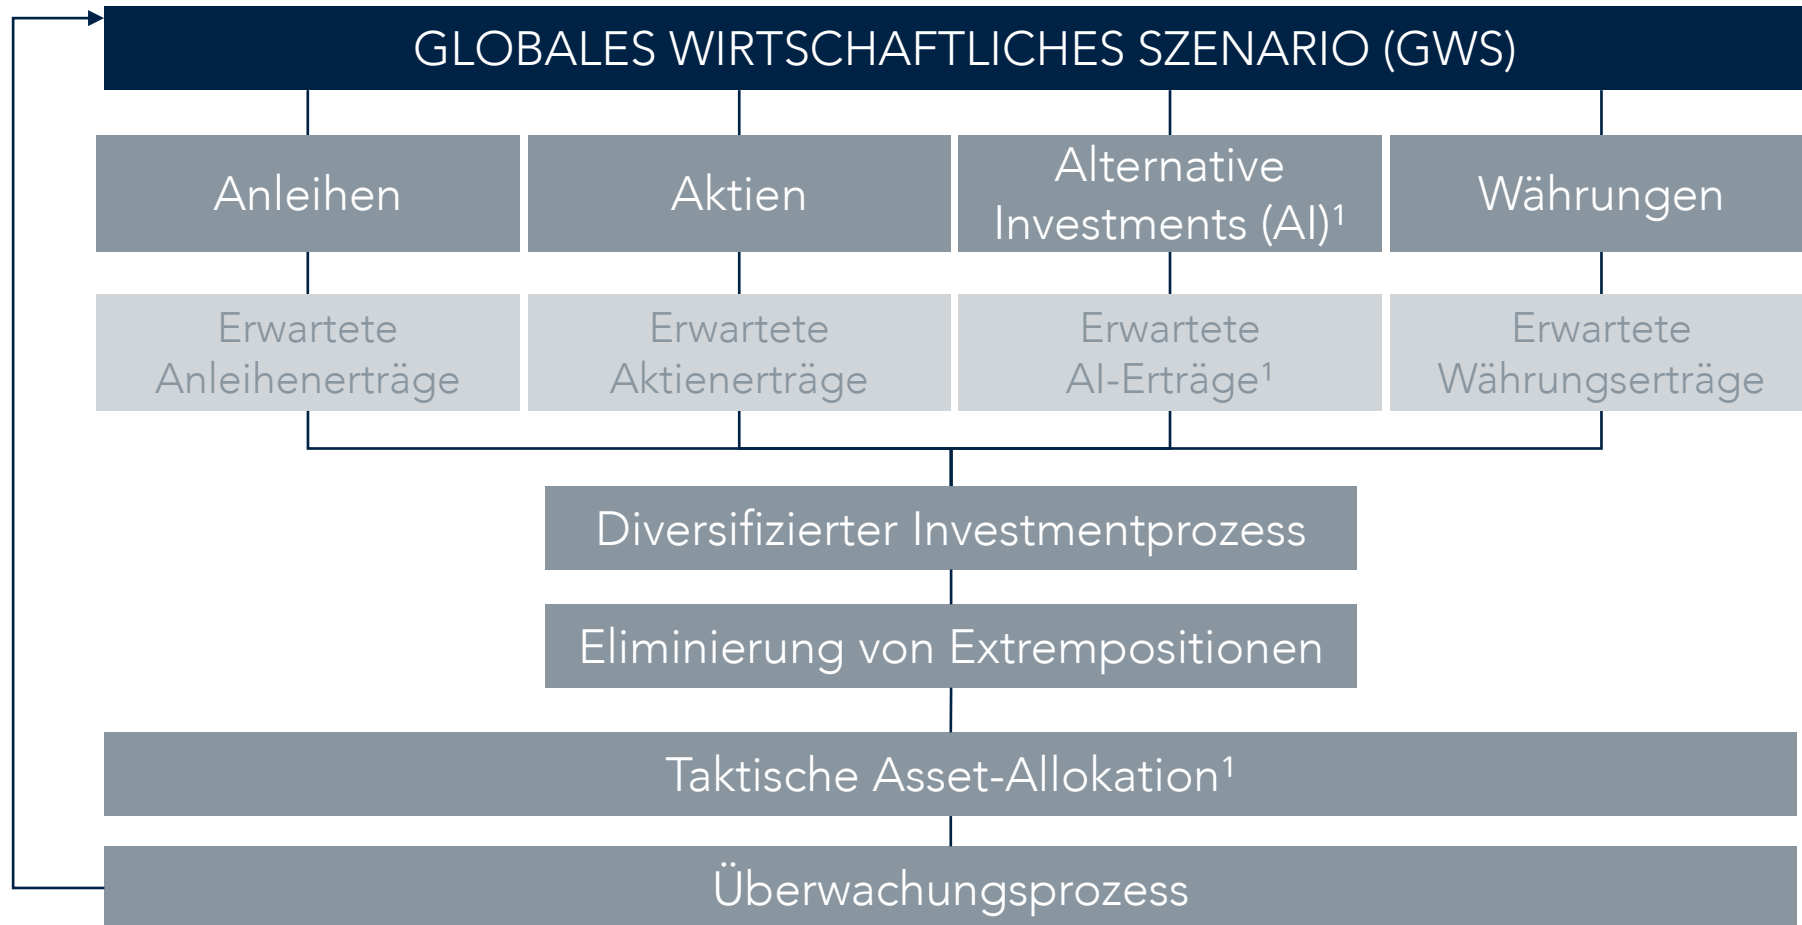 GLOBALES WIRTSCHAFTLICHES SZENARIO (GWS)
Anleihen
Aktien
Alternative
Investments (AI)¹
Währungen
Erwartete
Anleihenerträge
Erwartete
Aktienerträge
Erwartete
AI-Erträge¹
Erwartete
Währungserträge
Diversifizierter Investmentprozess
Eliminierung von Extrempositionen
Taktische Asset-Allokation¹
Überwachungsprozess